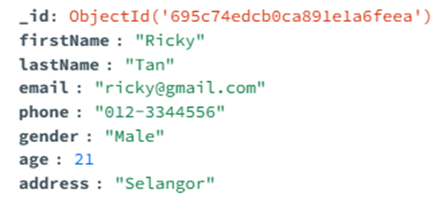 _id: ObjectId('695c74edcb0ca891e1a6feea')
firstName : "Ricky"
lastName : "Tan"
email : "ricky@gmail.com"
phone : "012-3344556"
gender : "Male"
age : 21
address : "Selangor"